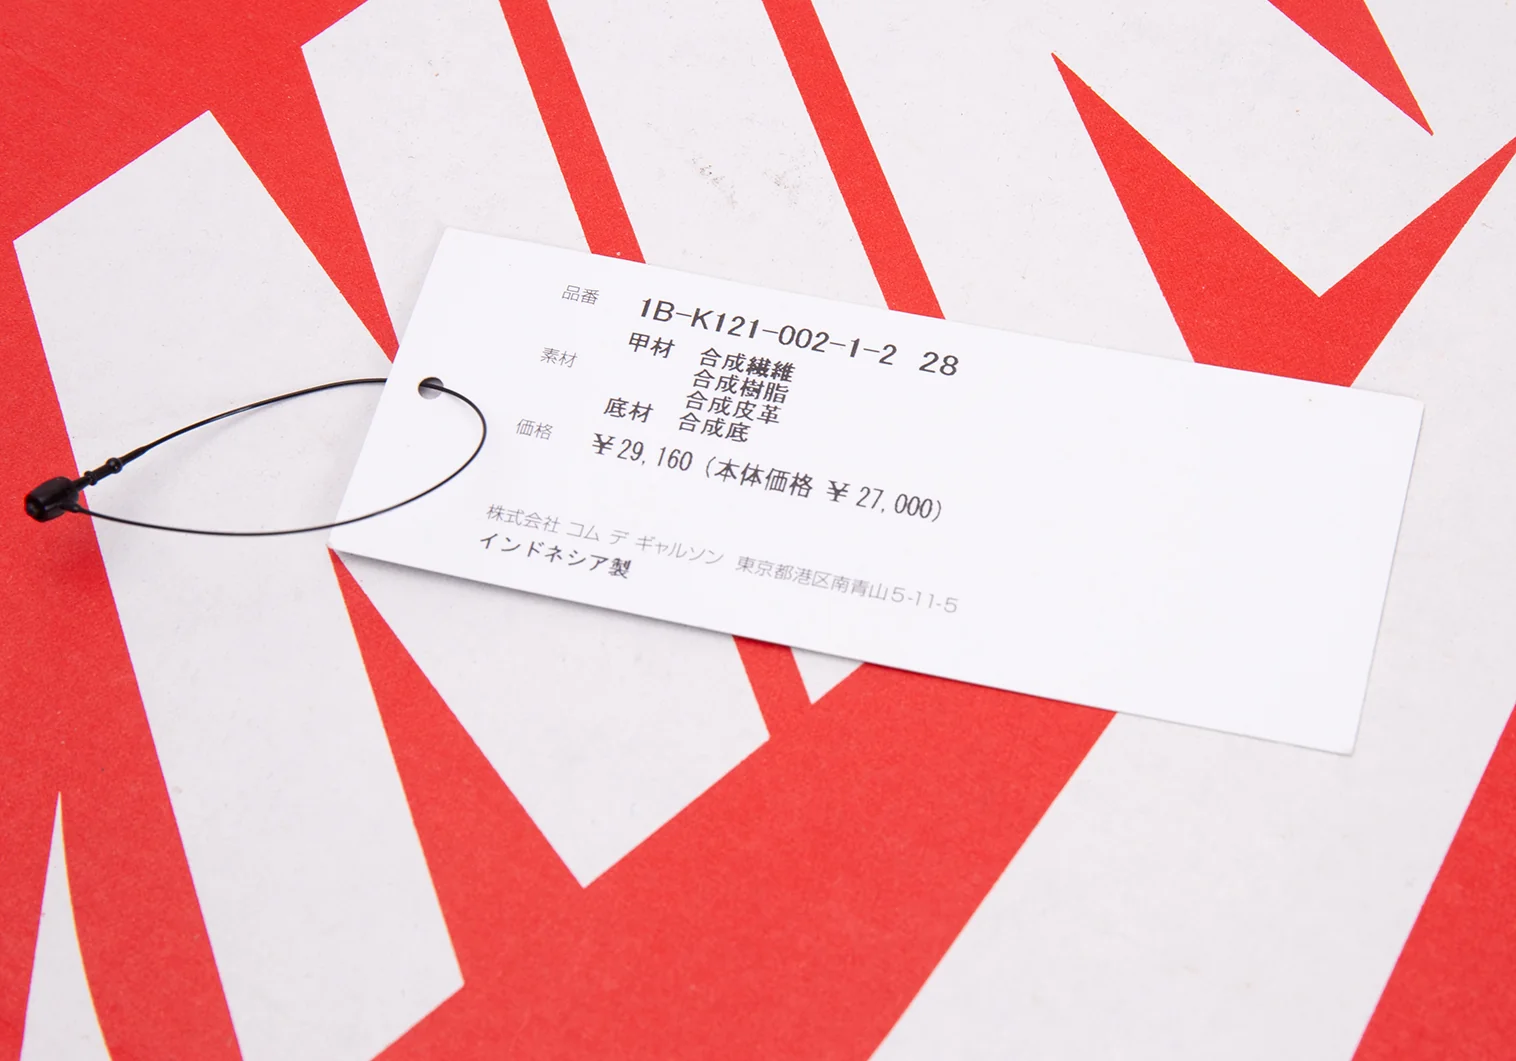 品番 1B-K121-002-1-2 28
素材 甲材 合成繊維
合成樹脂
合成皮革
底材 合成底
価格 ¥29,160 (本体価格 ¥27,000)
株式会社 コム デ ギャルソン 東京都港区南青山5-11-5
インドネシア製